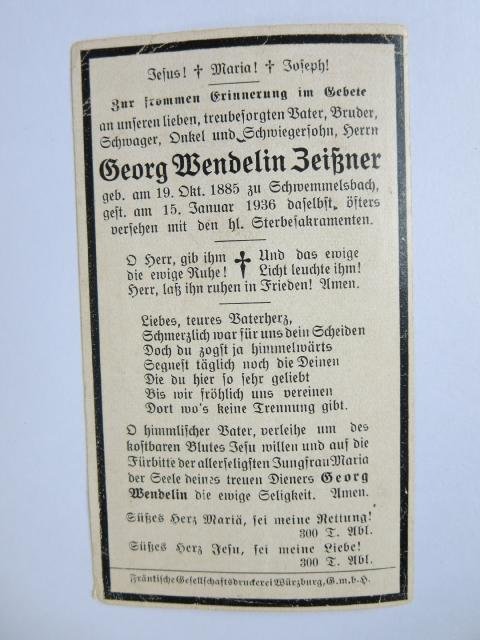 Jesus! † Maria! † Joseph!
Zur frommen Erinnerung im Gebete
an unseren lieben, treubesorgten Vater, Bruder,
Schwager, Onkel und Schwiegersohn, Herrn
Georg Wendelin Zeißner
geb. am 19. Okt. 1885 zu Schwemmelsbach,
gest. am 15. Januar 1936 daselbst, öfters
versehen mit den hl. Sterbesakramenten.
O Herr, gib ihm † Und das ewige
die ewige Ruhe! Licht leuchte ihm!
Herr, laß ihn ruhen in Frieden! Amen.
Liebes, teures Vaterherz,
Schmerzlich war für uns dein Scheiden
Doch du zogst ja himmelwärts
Segnest täglich noch die Deinen
Die du hier so sehr geliebt
Bis wir fröhlich uns vereinen
Dort wo's keine Trennung gibt.
O himmlischer Vater, verleihe um des
kostbaren Blutes Jesu willen und auf die
Fürbitte der allerseligsten Jungfrau Maria
der Seele deines treuen Dieners Georg
Wendelin die ewige Seligkeit. Amen.
Süßes Herz Mariä, sei meine Rettung!
300 T. Abl.
Süßes Herz Jesu, sei meine Liebe!
300 T. Abl.
Fränkische Gesellschaftsdruckerei Würzburg, G.m.b.H.